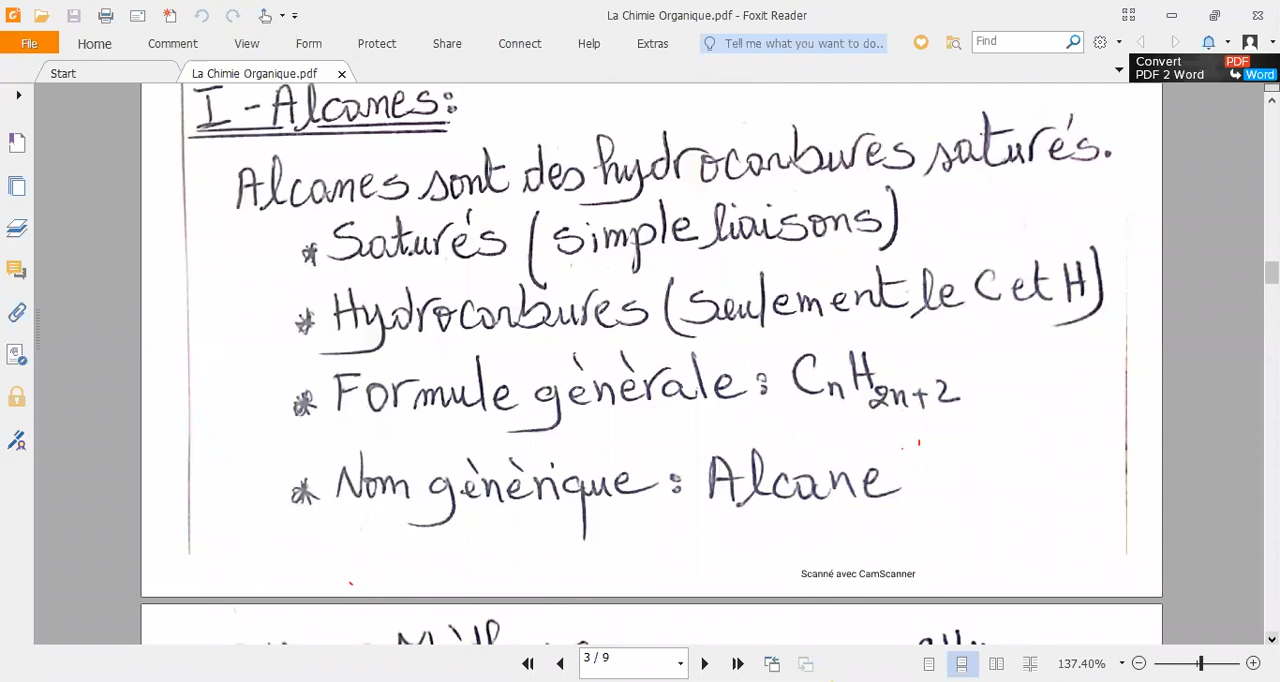 La Chimie Organique.pdf - Foxit Reader
File Home Comment View Form Protect Share Connect Help Extras Tell me what you want to do.. Find
Start La Chimie Organique.pdf
Convert PDF
PDF 2 Word Word
I - Alcanes:
Alcanes sont des hydrocarbures saturés.
* Saturés (simple liaisons)
* Hydrocarbures (Seulement le C et H)
* Formule gènèrale : CnH2n+2
* Nom gènèrique : Alcane
Scanné avec CamScanner
3 / 9 137.40%